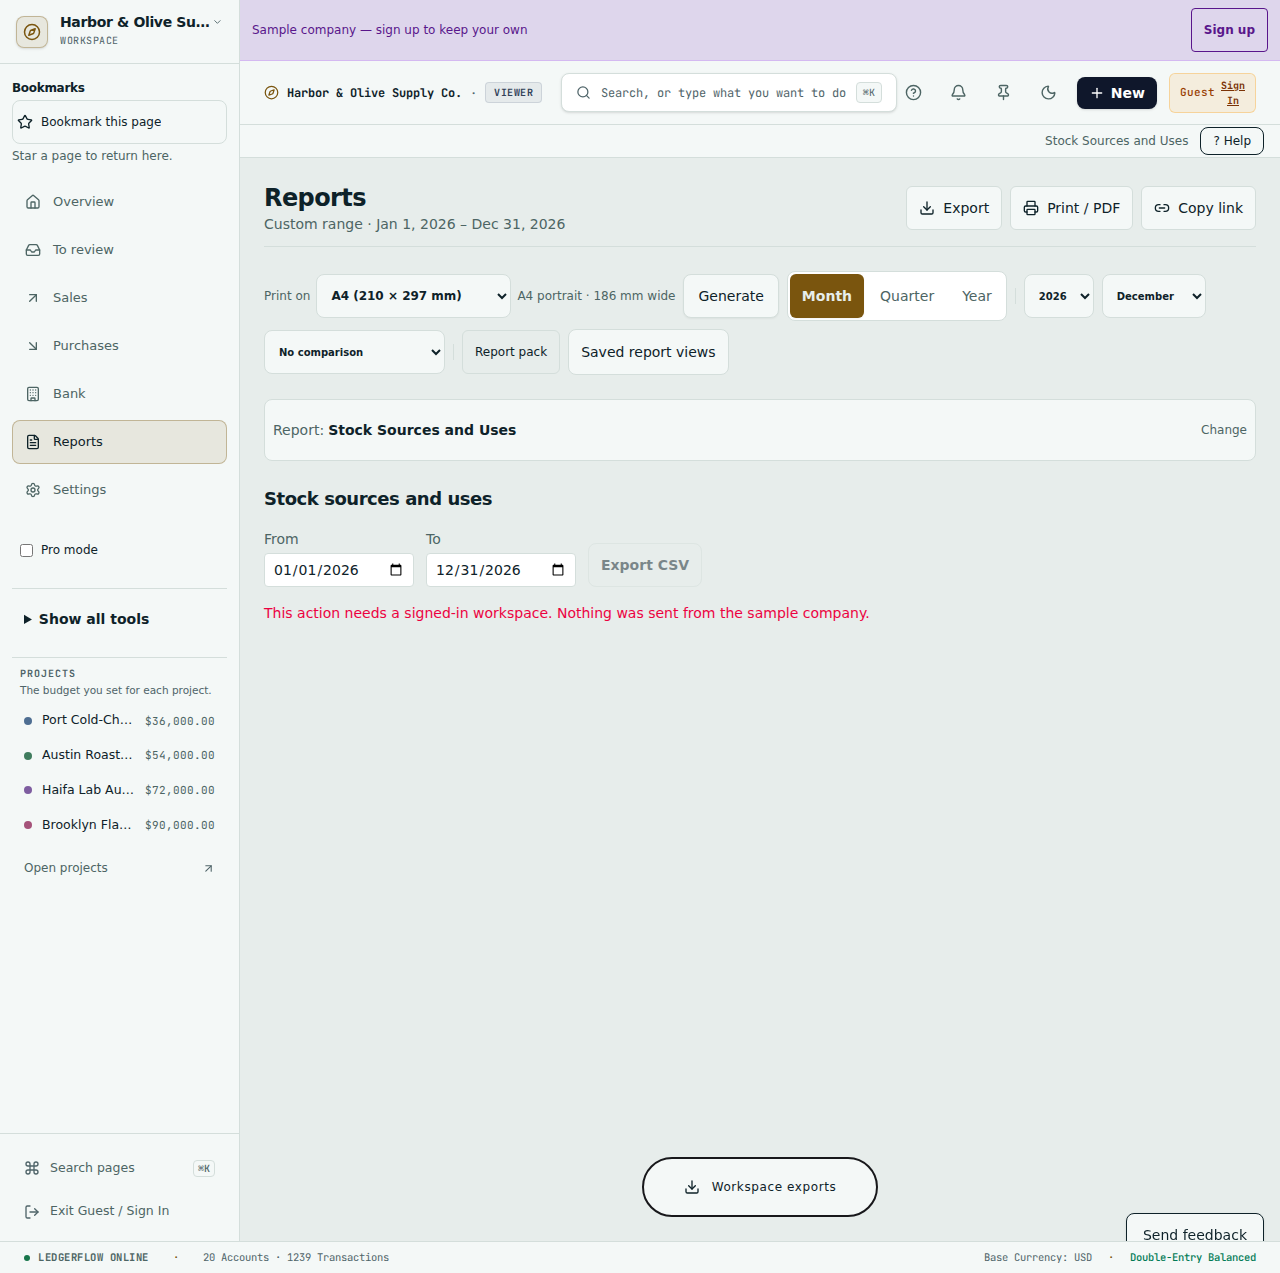 Harbor & Olive Su...
WORKSPACE
Bookmarks
Bookmark this page
Star a page to return here.
Overview
To review
Sales
Purchases
Bank
Reports
Settings
Pro mode
Show all tools
PROJECTS
The budget you set for each project.
Port Cold-Ch... $36,000.00
Austin Roast... $54,000.00
Haifa Lab Au... $72,000.00
Brooklyn Fla... $90,000.00
Open projects
Search pages ⌘K
Exit Guest / Sign In
Sample company — sign up to keep your own
Sign up
Harbor & Olive Supply Co. · VIEWER
Search, or type what you want to do ⌘K
+ New
Guest Sign In
Stock Sources and Uses
? Help
Reports
Custom range · Jan 1, 2026 – Dec 31, 2026
Export
Print / PDF
Copy link
Print on A4 (210 × 297 mm) A4 portrait · 186 mm wide Generate Month Quarter Year 2026 December
No comparison Report pack Saved report views
Report: Stock Sources and Uses Change
Stock sources and uses
From To
01/01/2026 12/31/2026 Export CSV
This action needs a signed-in workspace. Nothing was sent from the sample company.
Workspace exports
Send feedback
LEDGERFLOW ONLINE · 20 Accounts · 1239 Transactions
Base Currency: USD · Double-Entry Balanced